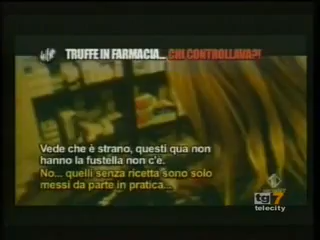 TRUFFE IN FARMACIA... CHI CONTROLLAVA?!
Vede che è strano, questi qua non
hanno la fustella non c'è.
No... quelli senza ricetta sono solo
messi da parte in pratica...
tg7
telecity